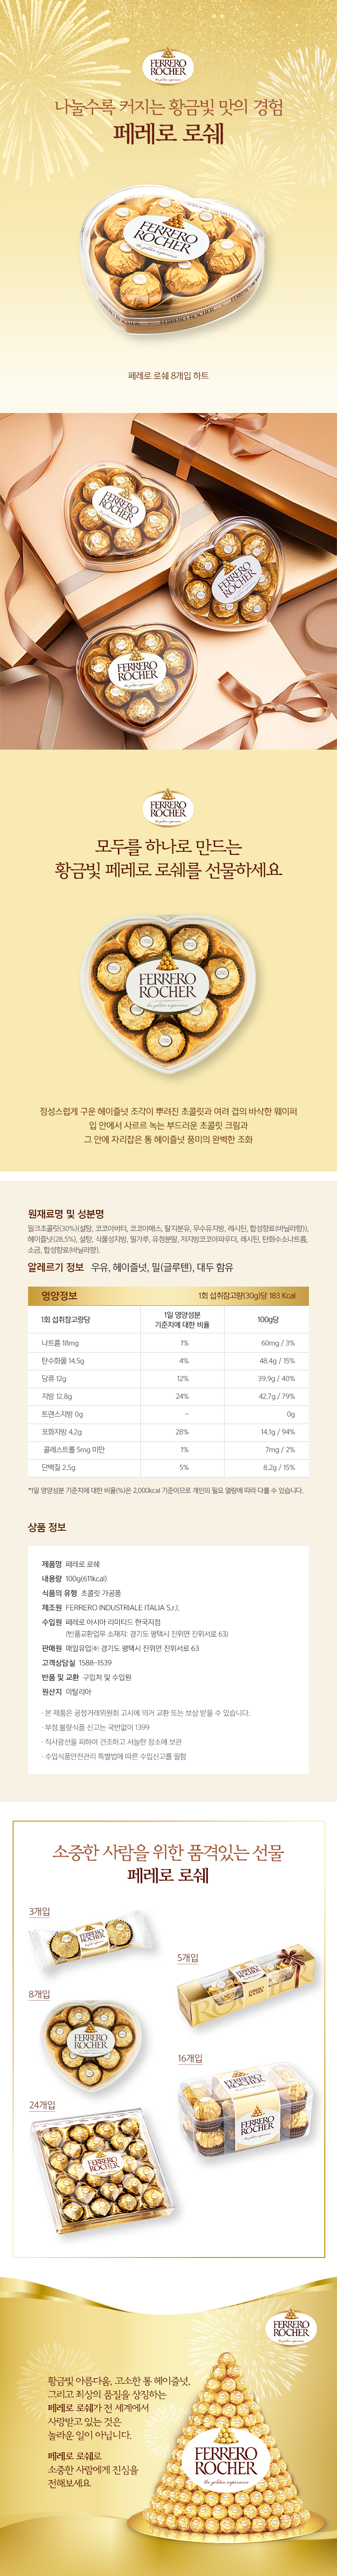 FERRERO
ROCHER
the golden experience
나눌수록 커지는 황금빛 맛의 경험
페레로 로쉐
FERRERO
ROCHER
the golden experience
페레로 로쉐 8개입 하트
FERRERO
ROCHER
FERRERO
ROCHER
FERRERO
ROCHER
FERRERO
ROCHER
the golden experience
모두를 하나로 만드는
황금빛 페레로 로쉐를 선물하세요
FERRERO
ROCHER
the golden experience
정성스럽게 구운 헤이즐넛 조각이 뿌려진 초콜릿과 여러 겹의 바삭한 웨이퍼
입 안에서 사르르 녹는 부드러운 초콜릿 크림과
그 안에 자리잡은 통 헤이즐넛 풍미의 완벽한 조화
원재료명 및 성분명
밀크초콜릿(30%)(설탕, 코코아버터, 코코아매스, 탈지분유, 무수유지방, 레시틴, 합성향료(바닐라향)),
헤이즐넛(28.5%), 설탕, 식물성지방, 밀가루, 유청분말, 저지방코코아파우더, 레시틴, 탄화수소나트륨,
소금, 합성향료(바닐라향).
알레르기 정보 우유, 헤이즐넛, 밀(글루텐), 대두 함유
영양정보 1회 섭취참고량(30g)당 183 Kcal
1회 섭취참고량당 1일 영양성분 기준치에 대한 비율 100g당
나트륨 18mg 1% 60mg / 3%
탄수화물 14,5g 4% 48,4g / 15%
당류 12g 12% 39,9g / 40%
지방 12,8g 24% 42,7g / 79%
트랜스지방 0g - 0g
포화지방 4,2g 28% 14,1g / 94%
콜레스트롤 5mg 미만 1% 7mg / 2%
단백질 2,5g 5% 8,2g / 15%
*1일 영양성분 기준치에 대한 비율(%)은 2,000kcal 기준이므로 개인의 필요 열량에 따라 다를 수 있습니다.
상품 정보
제품명 페레로 로쉐
내용량 100g(611kcal)
식품의 유형 초콜릿 가공품
제조원 FERRERO INDUSTRIALE ITALIA S.r.l.
수입원 페레로 아시아 리미티드 한국지점
(반품교환업무 소재지: 경기도 평택시 진위면 진위서로 63)
판매원 매일유업㈜ 경기도 평택시 진위면 진위서로 63
고객상담실 1588-1539
반품 및 교환 구입처 및 수입원
원산지 이탈리아
· 본 제품은 공정거래위원회 고시에 의거 교환 또는 보상 받을 수 있습니다.
· 부정,불량식품 신고는 국번없이 1399
· 직사광선을 피하여 건조하고 서늘한 장소에 보관
· 수입식품안전관리 특별법에 따른 수입신고를 필함
소중한 사람을 위한 품격있는 선물
페레로 로쉐
3개입
5개입
8개입
FERRERO
ROCHER
16개입
FERRERO
ROCHER
24개입
FERRERO
ROCHER
FERRERO
ROCHER
the golden experience
황금빛 아름다움, 고소한 통 헤이즐넛,
그리고 최상의 품질을 상징하는
페레로 로쉐가 전 세계에서
사랑받고 있는 것은
놀라운 일이 아닙니다.
페레로 로쉐로
소중한 사람에게 진심을
전해보세요.
FERRERO
ROCHER
the golden experience